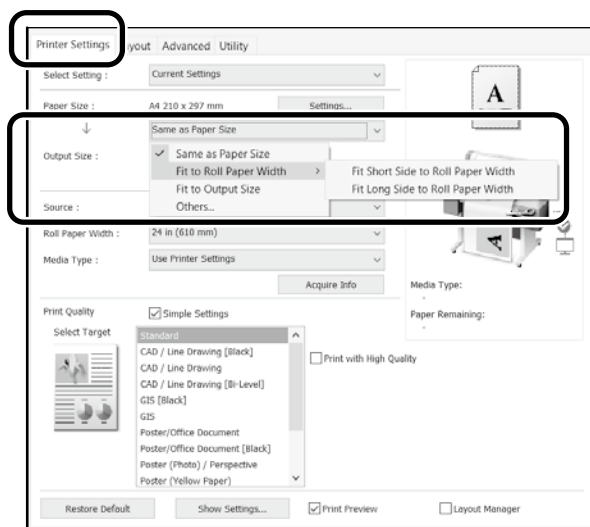 Printer Settings yout Advanced Utility
Select Setting : Current Settings
Paper Size : A4 210 x 297 mm Settings...
Same as Paper Size
Output Size :
Same as Paper Size
Fit to Roll Paper Width Fit Short Side to Roll Paper Width
Fit to Output Size Fit Long Side to Roll Paper Width
Others...
Source :
Roll Paper Width : 24 in (610 mm)
Media Type : Use Printer Settings
Acquire Info
Media Type:
-
Paper Remaining:
-
Print Quality Simple Settings
Select Target
Standard
CAD / Line Drawing [Black]
CAD / Line Drawing
CAD / Line Drawing [Bi-Level]
GIS [Black]
GIS
Poster/Office Document
Poster/Office Document [Black]
Poster (Photo) / Perspective
Poster (Yellow Paper)
Print with High Quality
Restore Default Show Settings... Print Preview Layout Manager
A
A